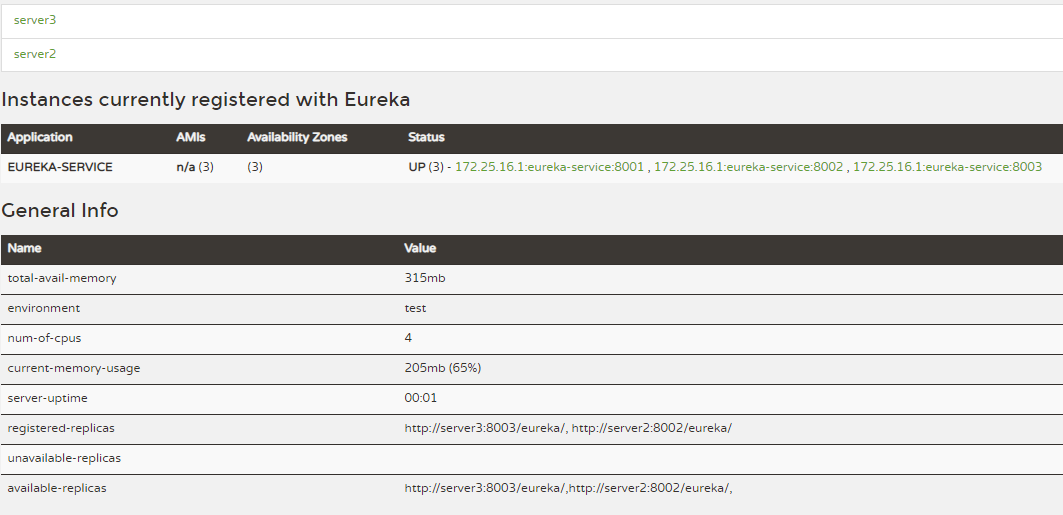 server3
server2
Instances currently registered with Eureka
Application AMIs Availability Zones Status
EUREKA-SERVICE n/a (3) (3) UP (3) - 172.25.16.1:eureka-service:8001 , 172.25.16.1:eureka-service:8002 , 172.25.16.1:eureka-service:8003
General Info
Name Value
total-avail-memory 315mb
environment test
num-of-cpus 4
current-memory-usage 205mb (65%)
server-uptime 00:01
registered-replicas http://server3:8003/eureka/, http://server2:8002/eureka/
unavailable-replicas
available-replicas http://server3:8003/eureka/,http://server2:8002/eureka/,